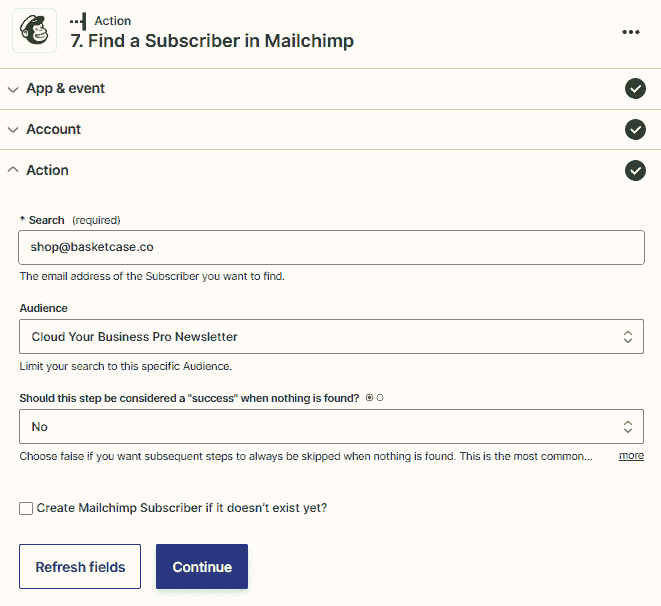 Action
7. Find a Subscriber in Mailchimp
App & event
Account
Action
* Search (required)
shop@basketcase.co
The email address of the Subscriber you want to find.
Audience
Cloud Your Business Pro Newsletter
Limit your search to this specific Audience.
Should this step be considered a "success" when nothing is found?
No
Choose false if you want subsequent steps to always be skipped when nothing is found. This is the most common... more
Create Mailchimp Subscriber if it doesn't exist yet?
Refresh fields Continue